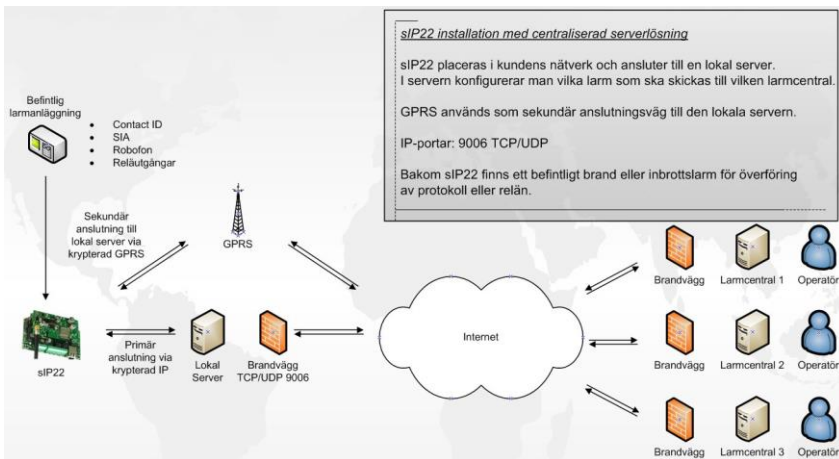 sIP22 installation med centraliserad serverlösning
sIP22 placeras i kundens nätverk och ansluter till en lokal server.
I servern konfigurerar man vilka larm som ska skickas till vilken larmcentral.
GPRS används som sekundär anslutningsväg till den lokala servern.
IP-portar: 9006 TCP/UDP
Bakom sIP22 finns ett befintligt brand eller inbrottslarm för överföring
av protokoll eller relän.
Befintlig
larmanläggning
Contact ID
SIA
Robofon
Reläutgångar
Sekundär
anslutning till
lokal server via
krypterad GPRS
GPRS
sIP22
Primär
anslutning via
krypterad IP
Lokal
Server
Brandvägg
TCP/UDP 9006
Internet
Brandvägg
Larmcentral 1
Operatör
Brandvägg
Larmcentral 2
Operatör
Brandvägg
Larmcentral 3
Operatör